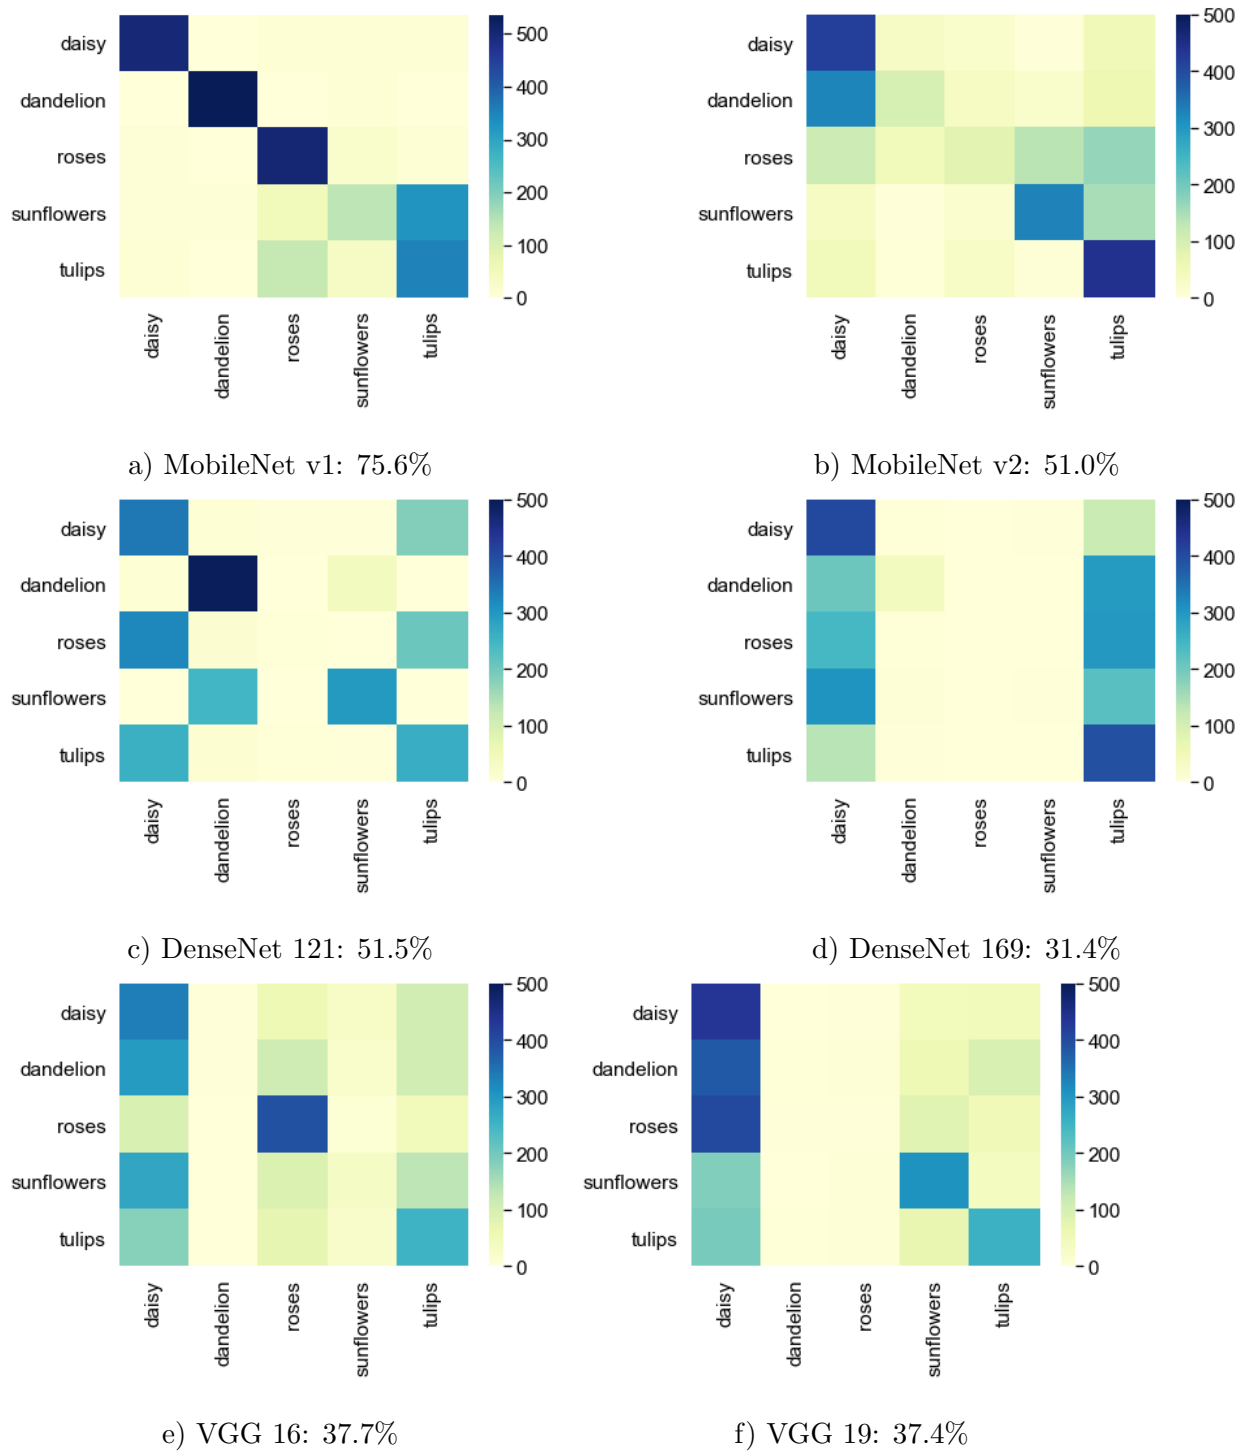 daisy
dandelion
roses
sunflowers
tulips
500
400
300
200
100
0
daisy
dandelion
roses
sunflowers
tulips
a) MobileNet v1: 75.6%
daisy
dandelion
roses
sunflowers
tulips
500
400
300
200
100
0
daisy
dandelion
roses
sunflowers
tulips
b) MobileNet v2: 51.0%
daisy
dandelion
roses
sunflowers
tulips
500
400
300
200
100
0
daisy
dandelion
roses
sunflowers
tulips
c) DenseNet 121: 51.5%
daisy
dandelion
roses
sunflowers
tulips
500
400
300
200
100
0
daisy
dandelion
roses
sunflowers
tulips
d) DenseNet 169: 31.4%
daisy
dandelion
roses
sunflowers
tulips
500
400
300
200
100
0
daisy
dandelion
roses
sunflowers
tulips
e) VGG 16: 37.7%
daisy
dandelion
roses
sunflowers
tulips
500
400
300
200
100
0
daisy
dandelion
roses
sunflowers
tulips
f) VGG 19: 37.4%